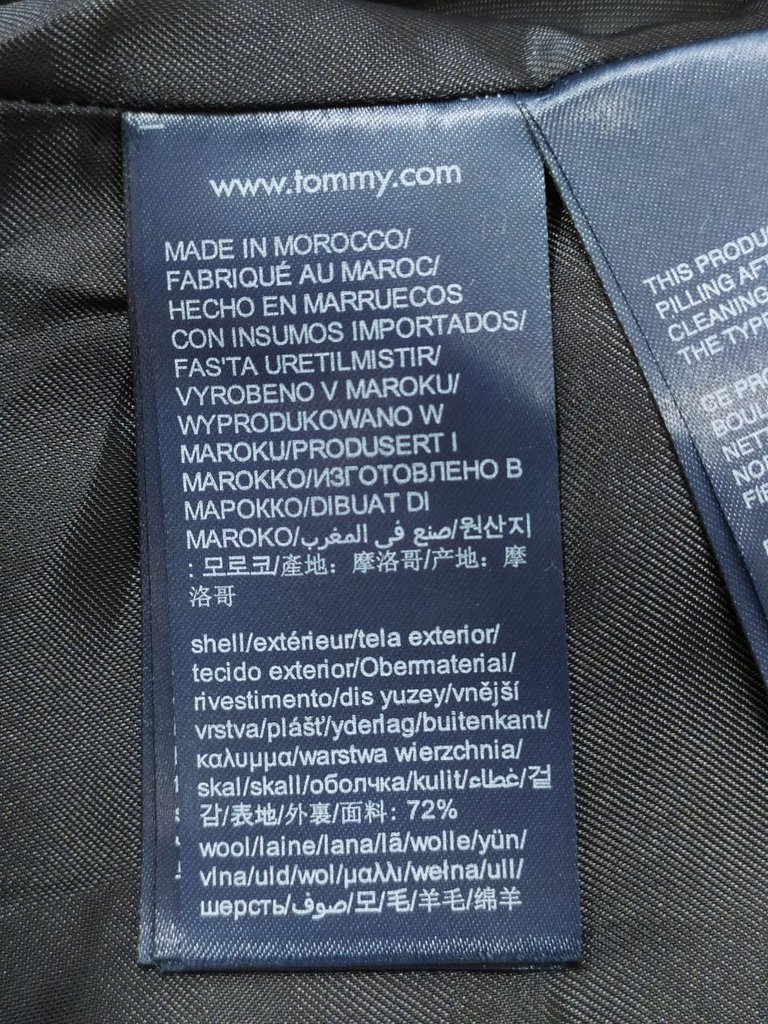 www.tommy.com
MADE IN MOROCCO/
FABRIQUÉ AU MAROC/
HECHO EN MARRUECOS
CON INSUMOS IMPORTADOS/
FAS'TA URETILMISTIR/
VYROBENO V MAROKU/
WYPRODUKOWANO W
MAROKU/PRODUSERT I
MAROKKO/ИЗГОТОВЛЕНО В
МАРОККО/DIBUAT DI
MAROKO/صنع في المغرب/원산지
: 모로코/產地：摩洛哥/产地：摩
洛哥
shell/extérieur/tela exterior/
tecido exterior/Obermaterial/
rivestimento/dis yuzey/vnější
vrstva/plášť/yderlag/buitenkant/
καλυμμα/warstwa wierzchnia/
skal/skall/оболчка/kulit/غطاء/겉
감/表地/外裏/面料: 72%
wool/laine/lana/lã/wolle/yün/
vlna/uld/wol/μαλλι/wełna/ull/
шерсть/صوف/모/毛/羊毛/绵羊
THIS PRODU
PILLING AFT
CLEANING
THE TYPE
CE PRO
BOUL
NETT
NOR
FIE